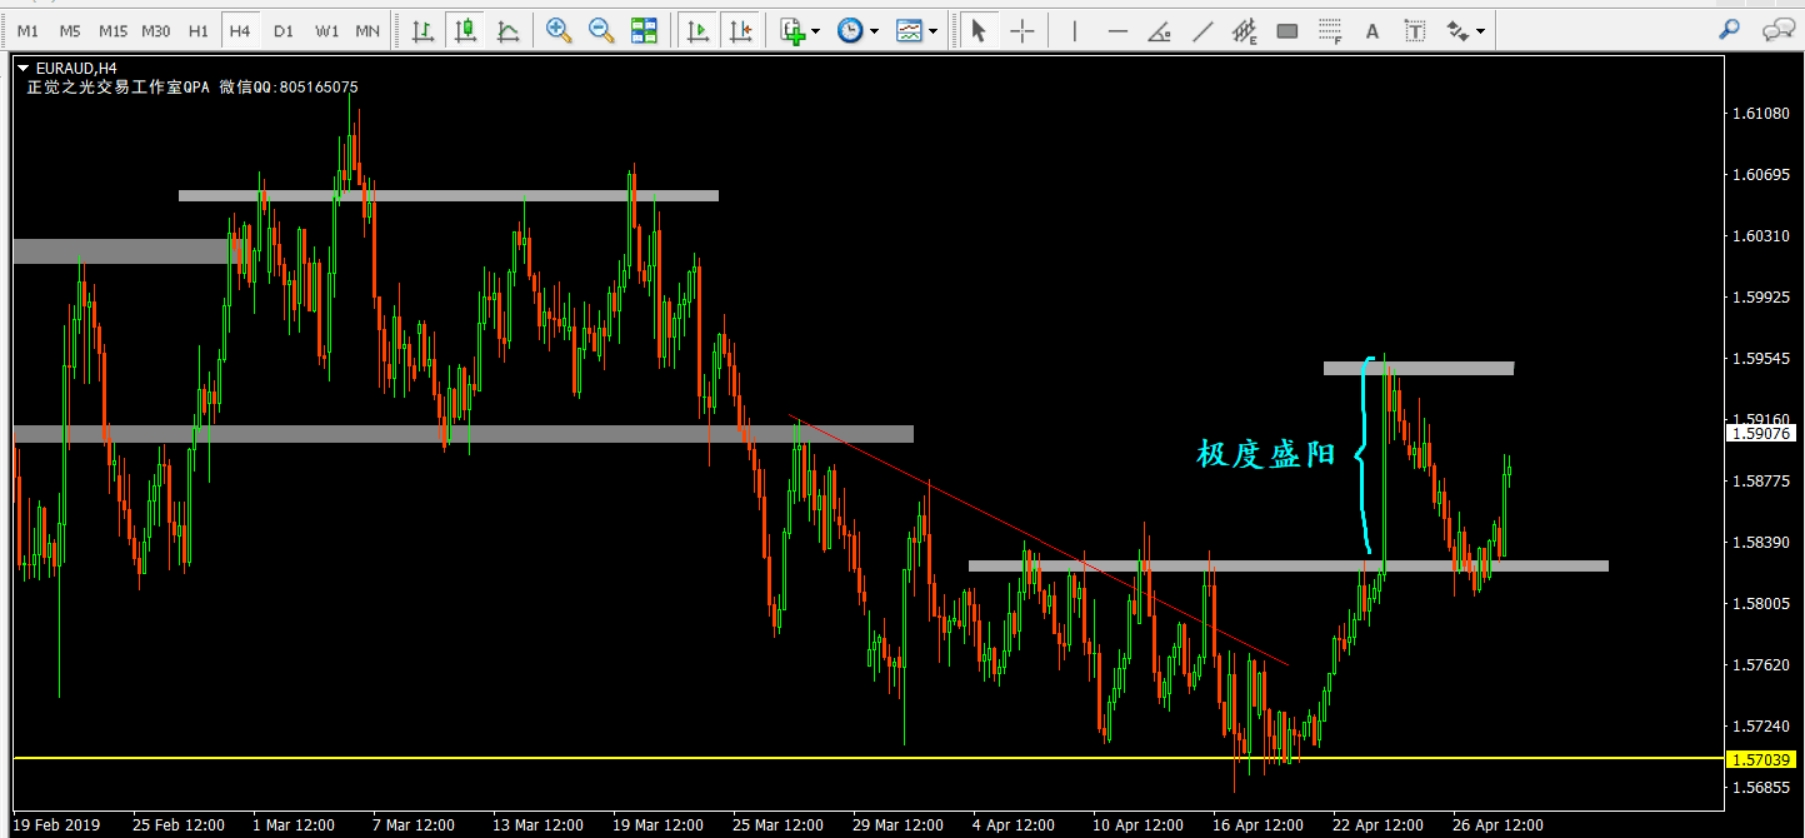 M1 M5 M15 M30 H1 H4 D1 W1 MN E F A T
EURAUD,H4
正觉之光交易工作室QPA 微信QQ:805165075
1.61080
1.60695
1.60310
1.59925
1.59545
1.59160
1.59076
极度盛阳
1.58775
1.58390
1.58005
1.57620
1.57240
1.57039
1.56855
19 Feb 2019 25 Feb 12:00 1 Mar 12:00 7 Mar 12:00 13 Mar 12:00 19 Mar 12:00 25 Mar 12:00 29 Mar 12:00 4 Apr 12:00 10 Apr 12:00 16 Apr 12:00 22 Apr 12:00 26 Apr 12:00